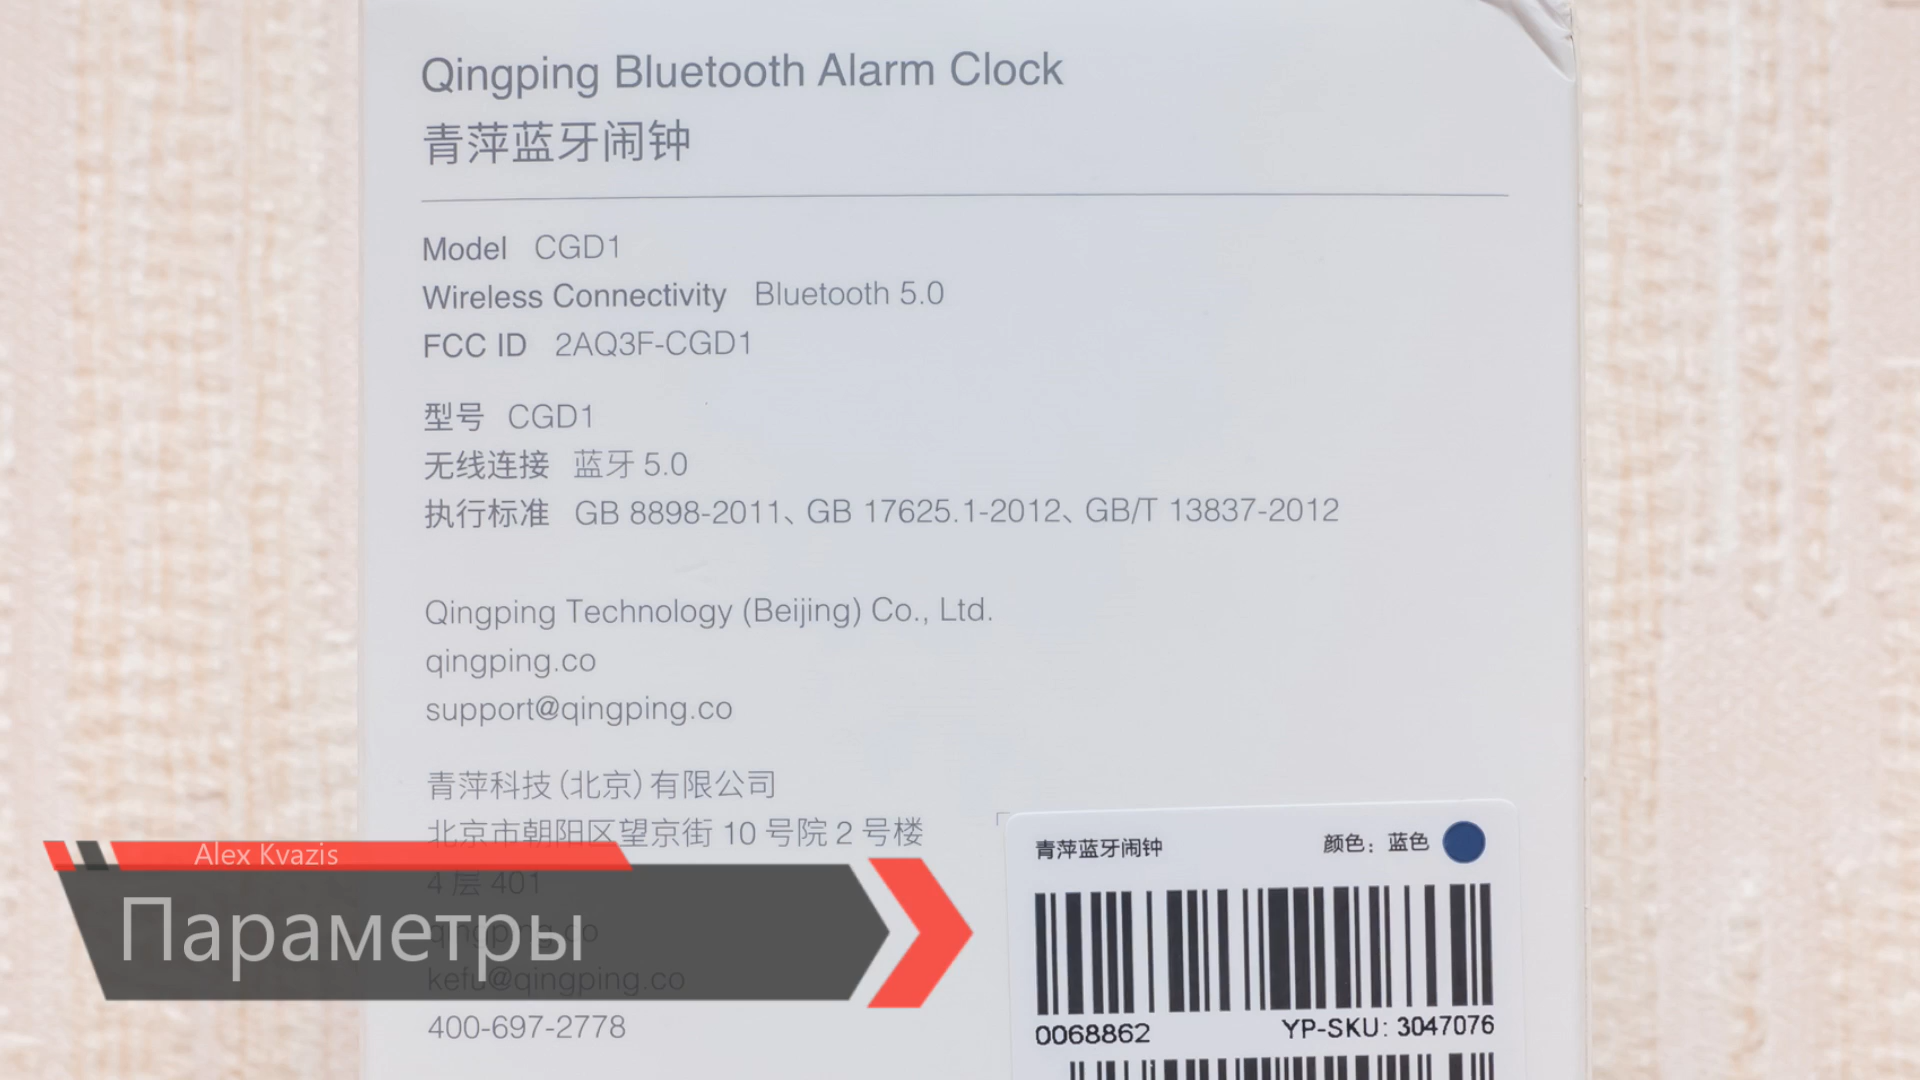 Qingping Bluetooth Alarm Clock
青萍蓝牙闹钟
Model CGD1
Wireless Connectivity Bluetooth 5.0
FCC ID 2AQ3F-CGD1
型号 CGD1
无线连接 蓝牙 5.0
执行标准 GB 8898-2011、GB 17625.1-2012、GB/T 13837-2012
Qingping Technology (Beijing) Co., Ltd.
qingping.co
support@qingping.co
青萍科技(北京)有限公司
北京市朝阳区望京街 10 号院 2 号楼
4 层 401
qingping.co
kefu@qingping.co
400-697-2778
Alex Kvazis
Параметры
青萍蓝牙闹钟 颜色：蓝色
0068862 YP-SKU: 3047076